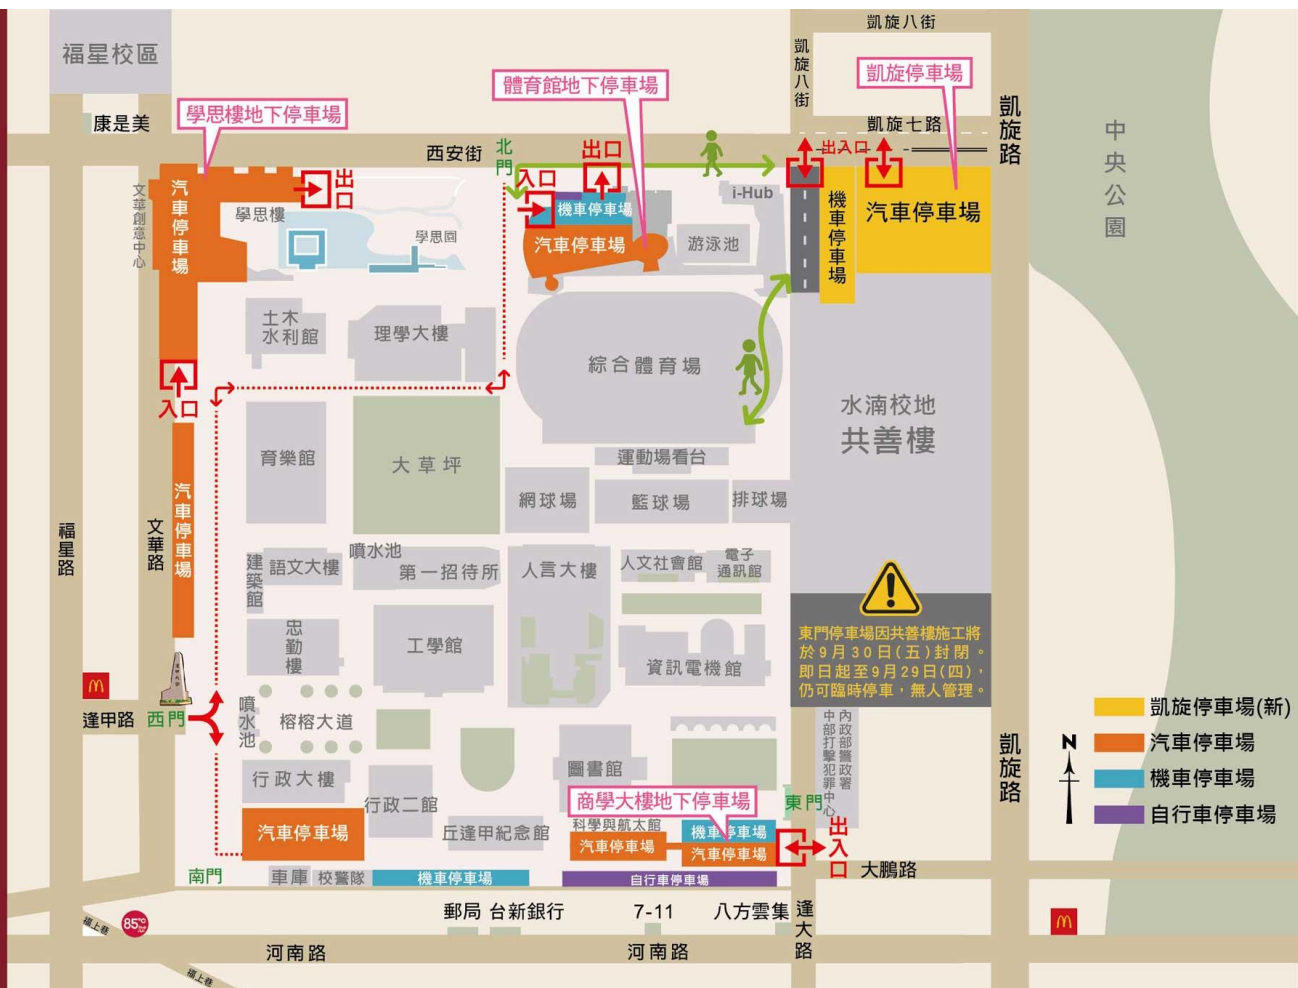 福星校區
康是美
學思樓地下停車場
體育館地下停車場
凱旋停車場
凱旋八街
凱旋八街
凱旋七路
凱旋路
中央公園
西安街
北門
出口
入口
出入口
i-Hub
文華創意中心
汽車停車場
出口
學思樓
學思園
機車停車場
汽車停車場
游泳池
機車停車場
汽車停車場
土木
水利館
理學大樓
綜合體育場
入口
水湳校地
共善樓
育樂館
大草坪
運動場看台
網球場
籃球場
排球場
福星路
文華路
汽車停車場
建築館
語文大樓
噴水池
第一招待所
人言大樓
人文社會館
電子
通訊館
忠勤樓
工學館
資訊電機館
東門停車場因共善樓施工將
於9月30日(五)封閉。
即日起至9月29日(四)，
仍可臨時停車，無人管理。
逢甲大學
逢甲路
西門
噴水池
榕榕大道
行政大樓
行政二館
圖書館
商學大樓地下停車場
東門
內政部警政署
中部打擊犯罪中心
凱旋路
N
凱旋停車場(新)
汽車停車場
機車停車場
自行車停車場
汽車停車場
丘逢甲紀念館
科學與航太館
汽車停車場
機車停車場
汽車停車場
出入口
大鵬路
南門
車庫
校警隊
機車停車場
自行車停車場
郵局
台新銀行
7-11
八方雲集
逢大路
福上巷
85°C
河南路
河南路
福上巷